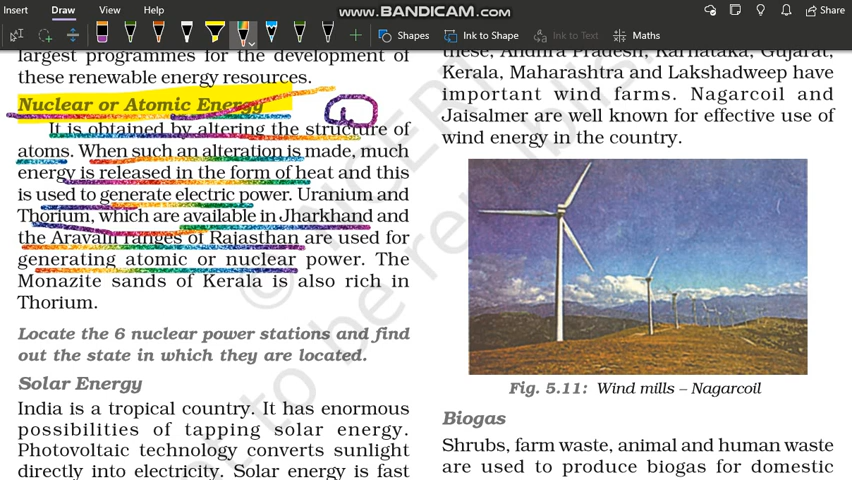 Insert Draw View Help
WWW.BANDICAM.COM
Share
Shapes
Ink to Shape
Ink to Text
Maths
largest programmes for the development of
these renewable energy resources.
Nuclear or Atomic Energy
It is obtained by altering the structure of
atoms. When such an alteration is made, much
energy is released in the form of heat and this
is used to generate electric power. Uranium and
Thorium, which are available in Jharkhand and
the Aravalli ranges of Rajasthan are used for
generating atomic or nuclear power. The
Monazite sands of Kerala is also rich in
Thorium.
Locate the 6 nuclear power stations and find
out the state in which they are located.
Solar Energy
India is a tropical country. It has enormous
possibilities of tapping solar energy.
Photovoltaic technology converts sunlight
directly into electricity. Solar energy is fast
these, Andhra Pradesh, Karnataka, Gujarat,
Kerala, Maharashtra and Lakshadweep have
important wind farms. Nagarcoil and
Jaisalmer are well known for effective use of
wind energy in the country.
Fig. 5.11: Wind mills – Nagarcoil
Biogas
Shrubs, farm waste, animal and human waste
are used to produce biogas for domestic